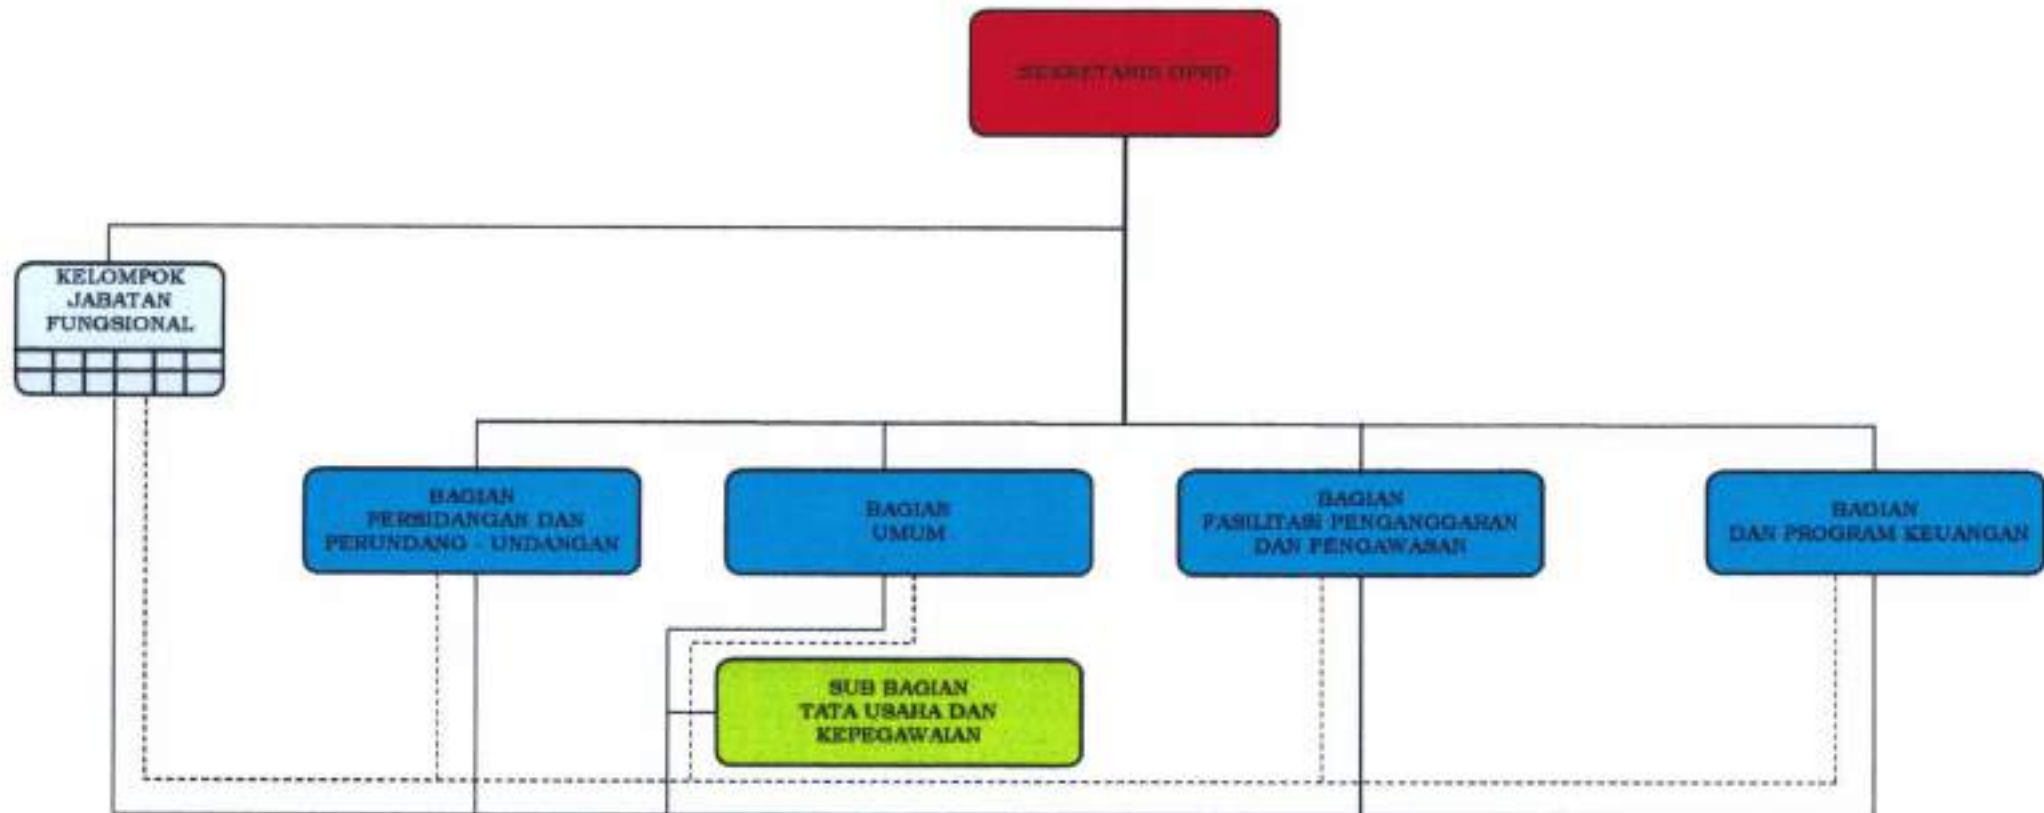 SEKRETARIS DPRD
KELOMPOK
JABATAN
FUNGSIONAL
BAGIAN
PERSIDANGAN DAN
PERUNDANG - UNDANGAN
BAGIAN
UMUM
BAGIAN
FASILITASI PENGANGGARAN
DAN PENGAWASAN
BAGIAN
DAN PROGRAM KEUANGAN
SUB BAGIAN
TATA USAHA DAN
KEPEGAWAIAN